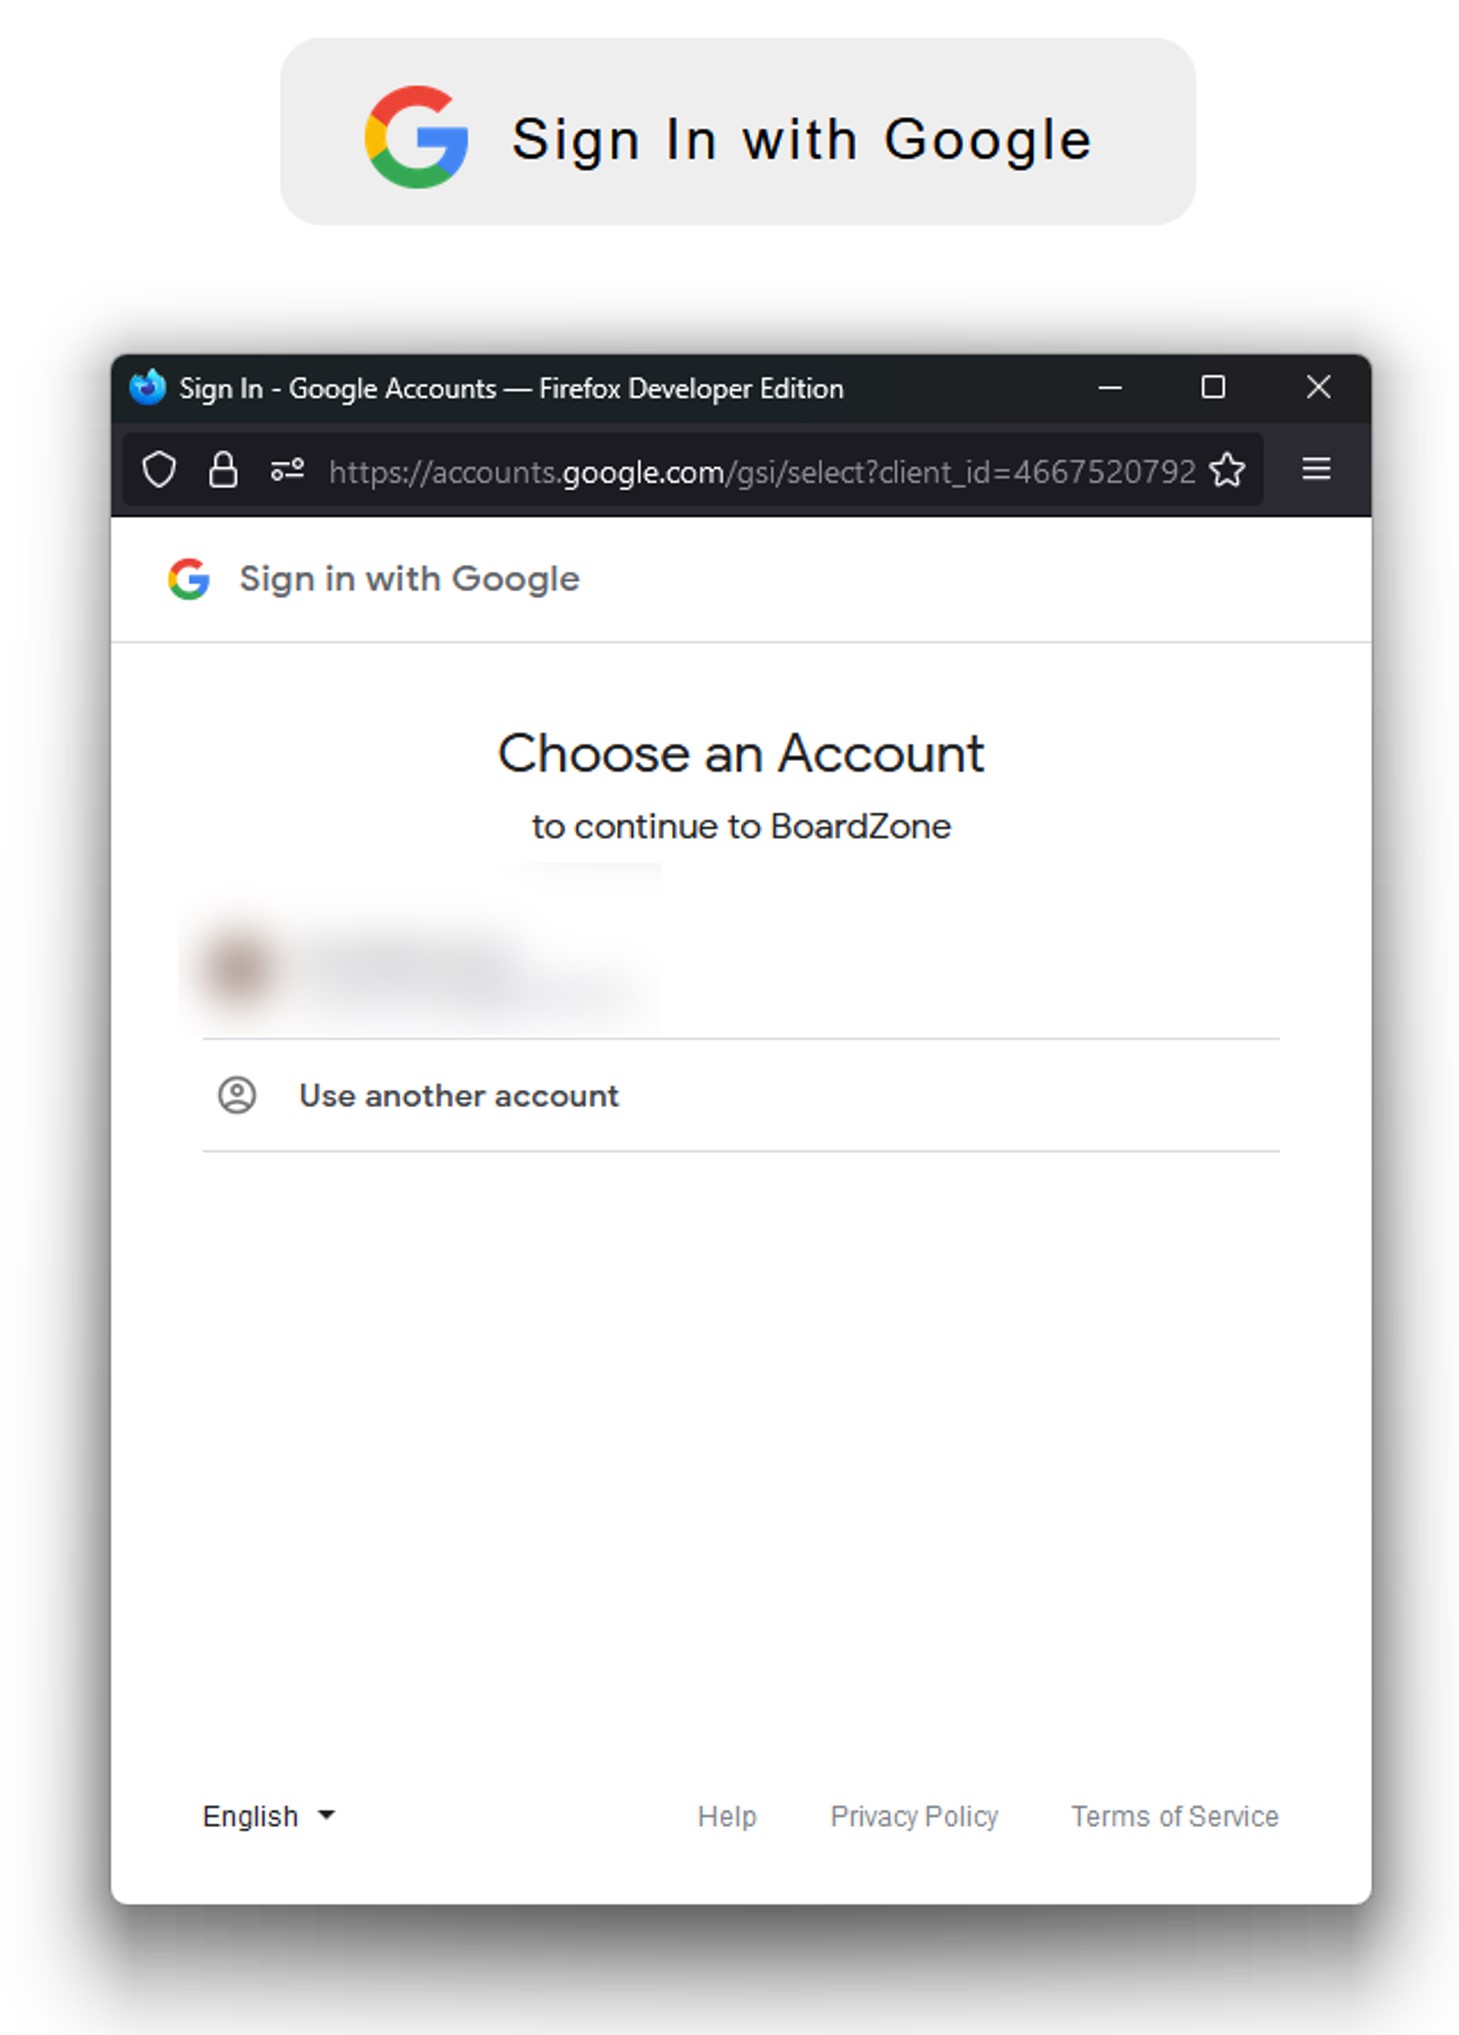 Sign In with Google
Sign In - Google Accounts — Firefox Developer Edition
https://accounts.google.com/gsi/select?client_id=4667520792
Sign in with Google
Choose an Account
to continue to BoardZone
Use another account
English
Help
Privacy Policy
Terms of Service